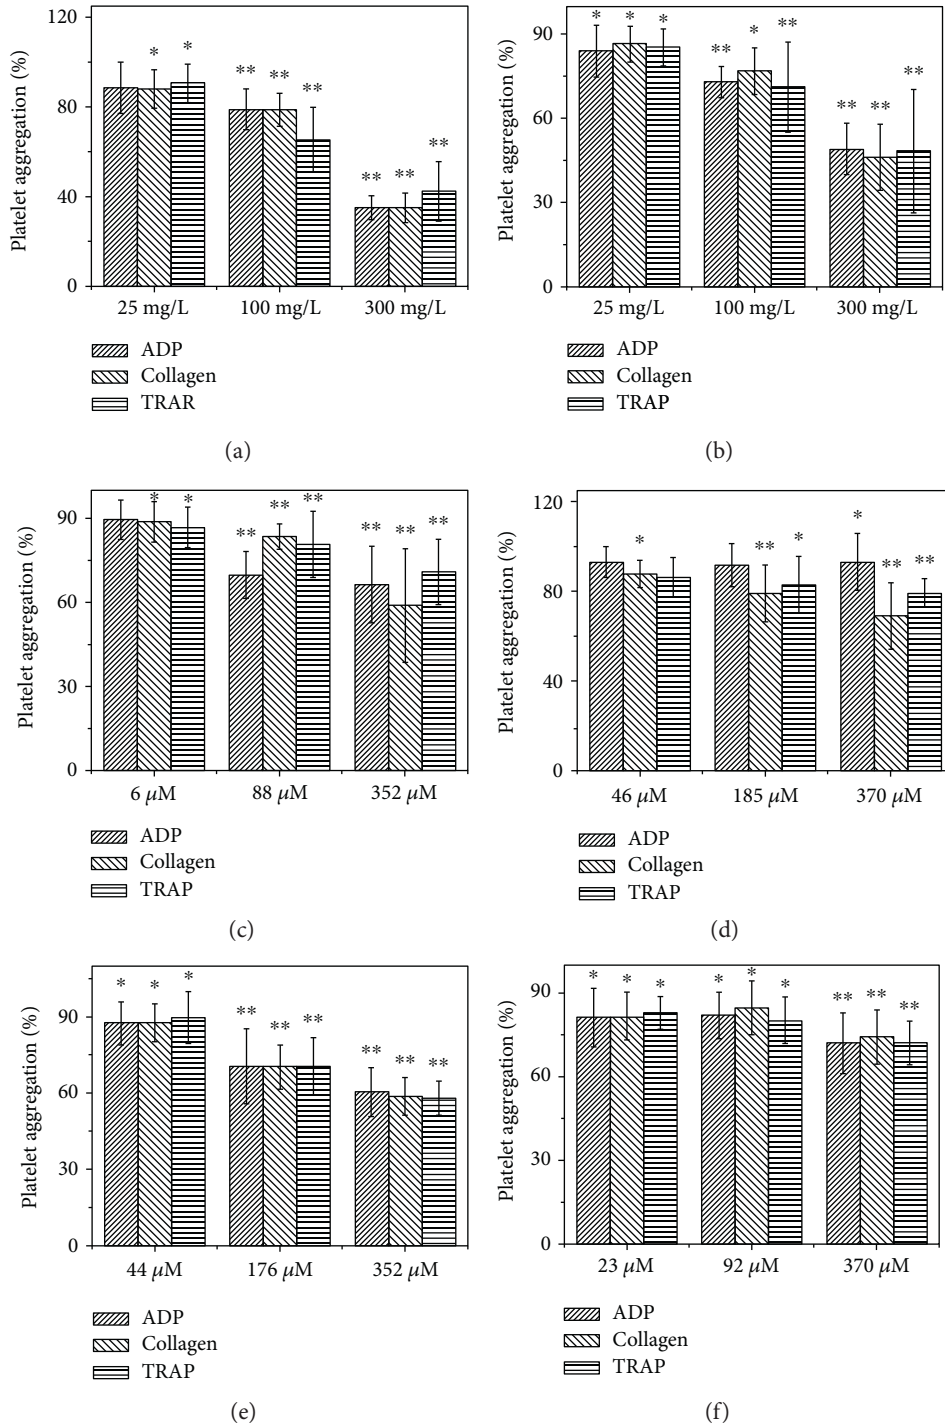 120
80
40
0
Platelet aggregation (%)
* *
** ** **
** ** **
25 mg/L 100 mg/L 300 mg/L
ADP
Collagen
TRAR
(a)
90
60
30
0
Platelet aggregation (%)
* * *
** * **
** ** **
25 mg/L 100 mg/L 300 mg/L
ADP
Collagen
TRAP
(b)
90
60
30
0
Platelet aggregation (%)
* *
** ** **
** ** **
6 μM 88 μM 352 μM
ADP
Collagen
TRAP
(c)
120
80
40
0
Platelet aggregation (%)
*
** *
* ** **
46 μM 185 μM 370 μM
ADP
Collagen
TRAP
(d)
90
60
30
0
Platelet aggregation (%)
* * *
** ** **
** ** **
44 μM 176 μM 352 μM
ADP
Collagen
TRAP
(e)
90
60
30
0
Platelet aggregation (%)
* * *
* * *
** ** **
23 μM 92 μM 370 μM
ADP
Collagen
TRAP
(f)